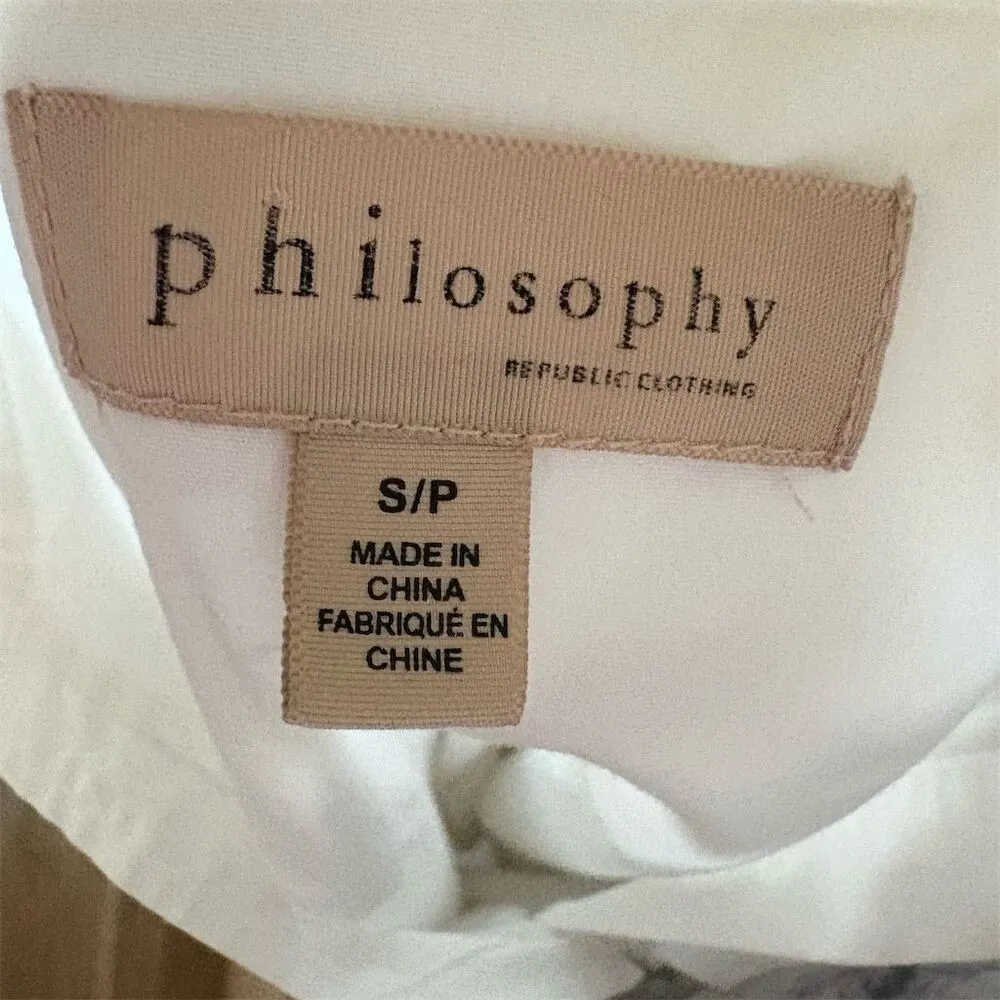 philosophy
REPUBLIC CLOTHING
S/P
MADE IN
CHINA
FABRIQUÉ EN
CHINE